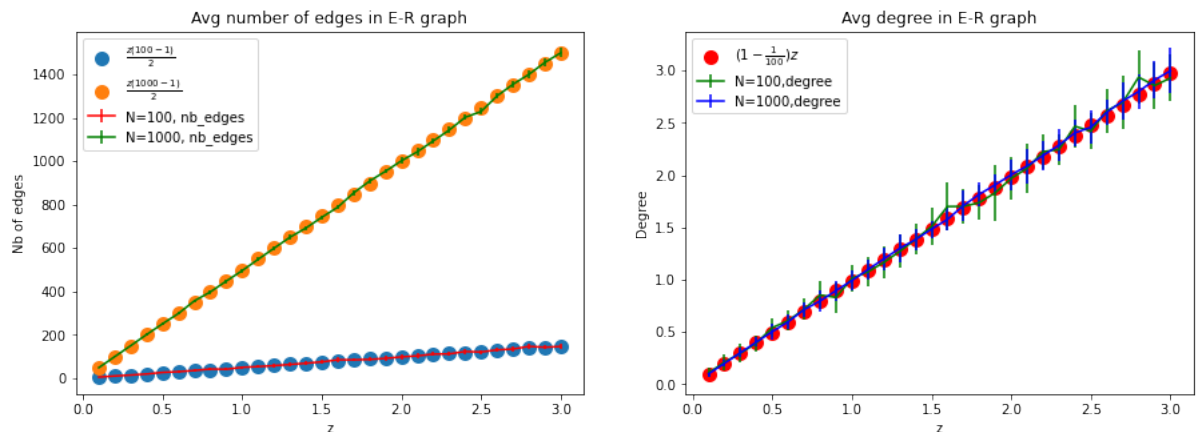 Avg number of edges in E-R graph
z(100−1)
2
z(1000−1)
2
N=100, nb_edges
N=1000, nb_edges
Nb of edges
1400
1200
1000
800
600
400
200
0
0.0 0.5 1.0 1.5 2.0 2.5 3.0
z
Avg degree in E-R graph
(1 − 1/100)z
N=100,degree
N=1000,degree
Degree
3.0
2.5
2.0
1.5
1.0
0.5
0.0
0.0 0.5 1.0 1.5 2.0 2.5 3.0
z